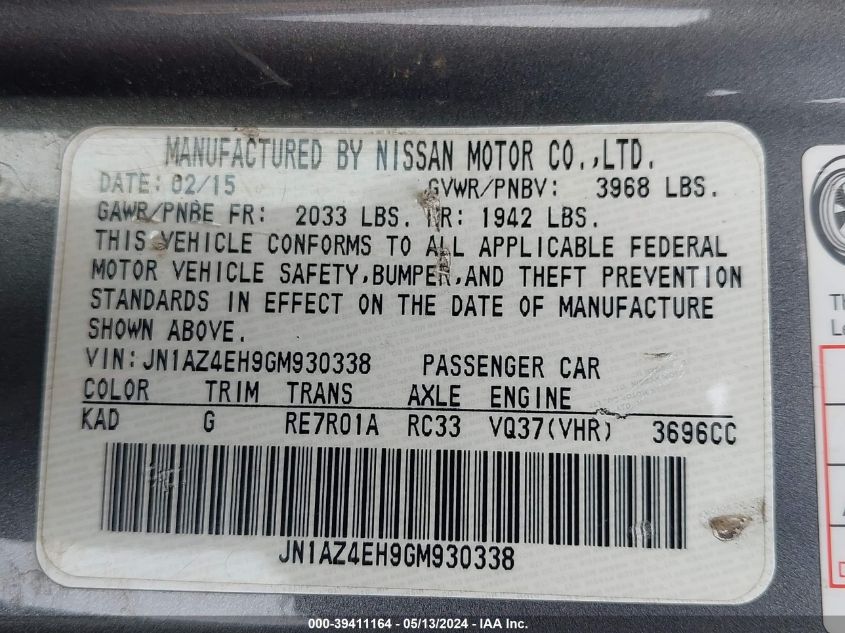 MANUFACTURED BY NISSAN MOTOR CO.,LTD.
DATE: 02/15 GVWR/PNBV: 3968 LBS.
GAWR/PNBE FR: 2033 LBS. RR: 1942 LBS.
THIS VEHICLE CONFORMS TO ALL APPLICABLE FEDERAL
MOTOR VEHICLE SAFETY,BUMPER,AND THEFT PREVENTION
STANDARDS IN EFFECT ON THE DATE OF MANUFACTURE
SHOWN ABOVE.
VIN: JN1AZ4EH9GM930338 PASSENGER CAR
COLOR TRIM TRANS AXLE ENGINE
KAD G RE7R01A RC33 VQ37(VHR) 3696CC
JN1AZ4EH9GM930338
000-39411164 - 05/13/2024 - IAA Inc.